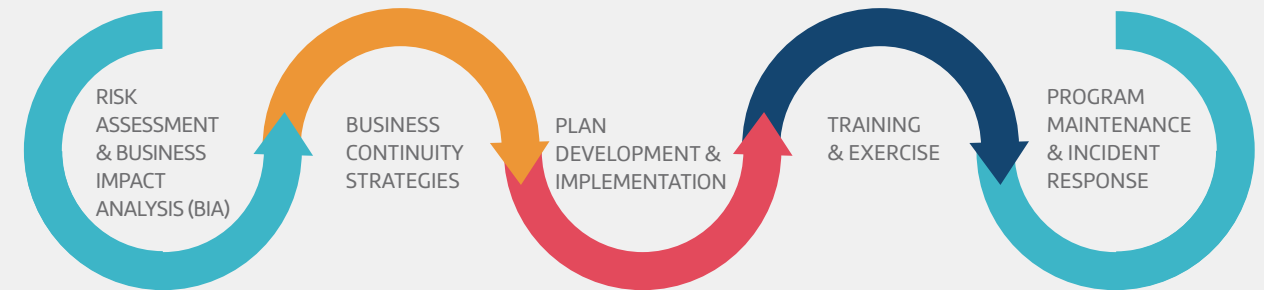 RISK
ASSESSMENT
& BUSINESS
IMPACT
ANALYSIS (BIA)
BUSINESS
CONTINUITY
STRATEGIES
PLAN
DEVELOPMENT &
IMPLEMENTATION
TRAINING
& EXERCISE
PROGRAM
MAINTENANCE
& INCIDENT
RESPONSE